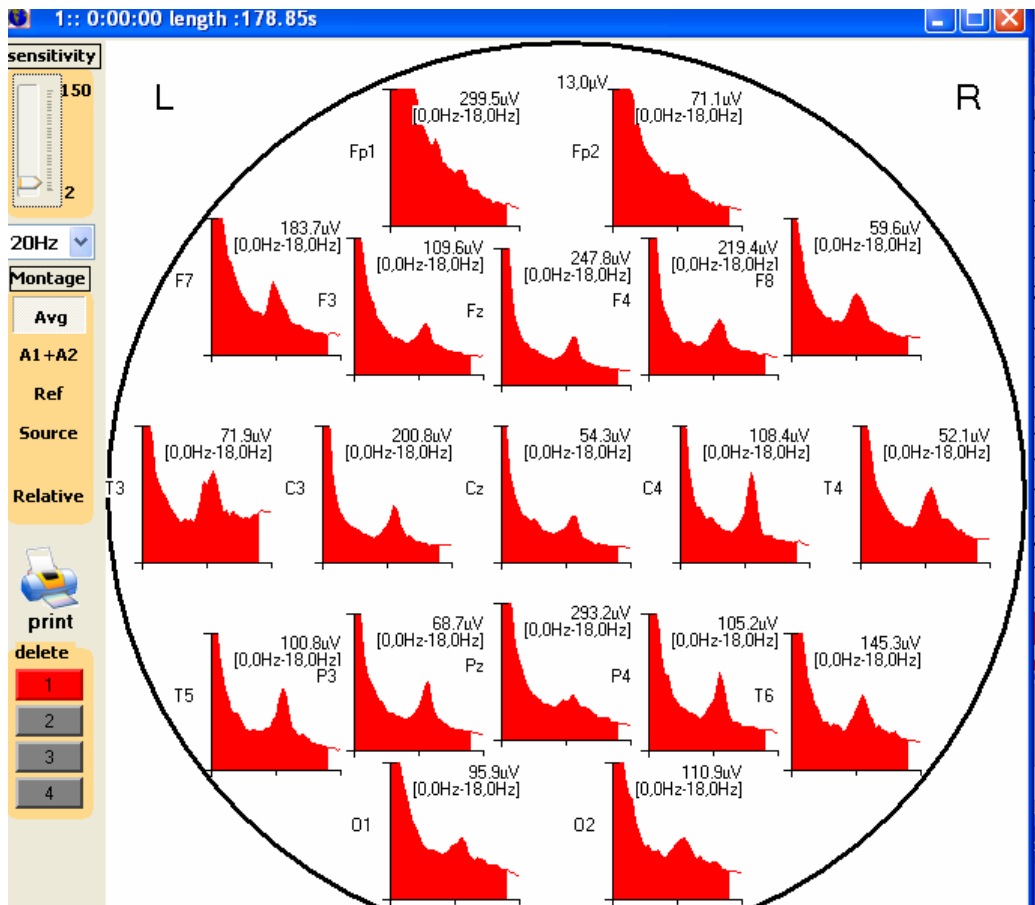 1:: 0:00:00 length :178.85s
sensitivity
150
2
20Hz
Montage
Avg
A1+A2
Ref
Source
Relative
print
delete
1
2
3
4
L
R
13,0µV
Fp1
299.5uV
[0,0Hz-18,0Hz]
Fp2
71.1uV
[0,0Hz-18,0Hz]
F7
183.7uV
[0,0Hz-18,0Hz]
F3
109.6uV
[0,0Hz-18,0Hz]
Fz
247.8uV
[0,0Hz-18,0Hz]
F4
219.4uV
[0,0Hz-18,0Hz]
F8
59.6uV
[0,0Hz-18,0Hz]
T3
71.9uV
[0,0Hz-18,0Hz]
C3
200.8uV
[0,0Hz-18,0Hz]
Cz
54.3uV
[0,0Hz-18,0Hz]
C4
108.4uV
[0,0Hz-18,0Hz]
T4
52.1uV
[0,0Hz-18,0Hz]
T5
100.8uV
[0,0Hz-18,0Hz]
P3
68.7uV
[0,0Hz-18,0Hz]
Pz
293.2uV
[0,0Hz-18,0Hz]
P4
105.2uV
[0,0Hz-18,0Hz]
T6
145.3uV
[0,0Hz-18,0Hz]
O1
95.9uV
[0,0Hz-18,0Hz]
O2
110.9uV
[0,0Hz-18,0Hz]